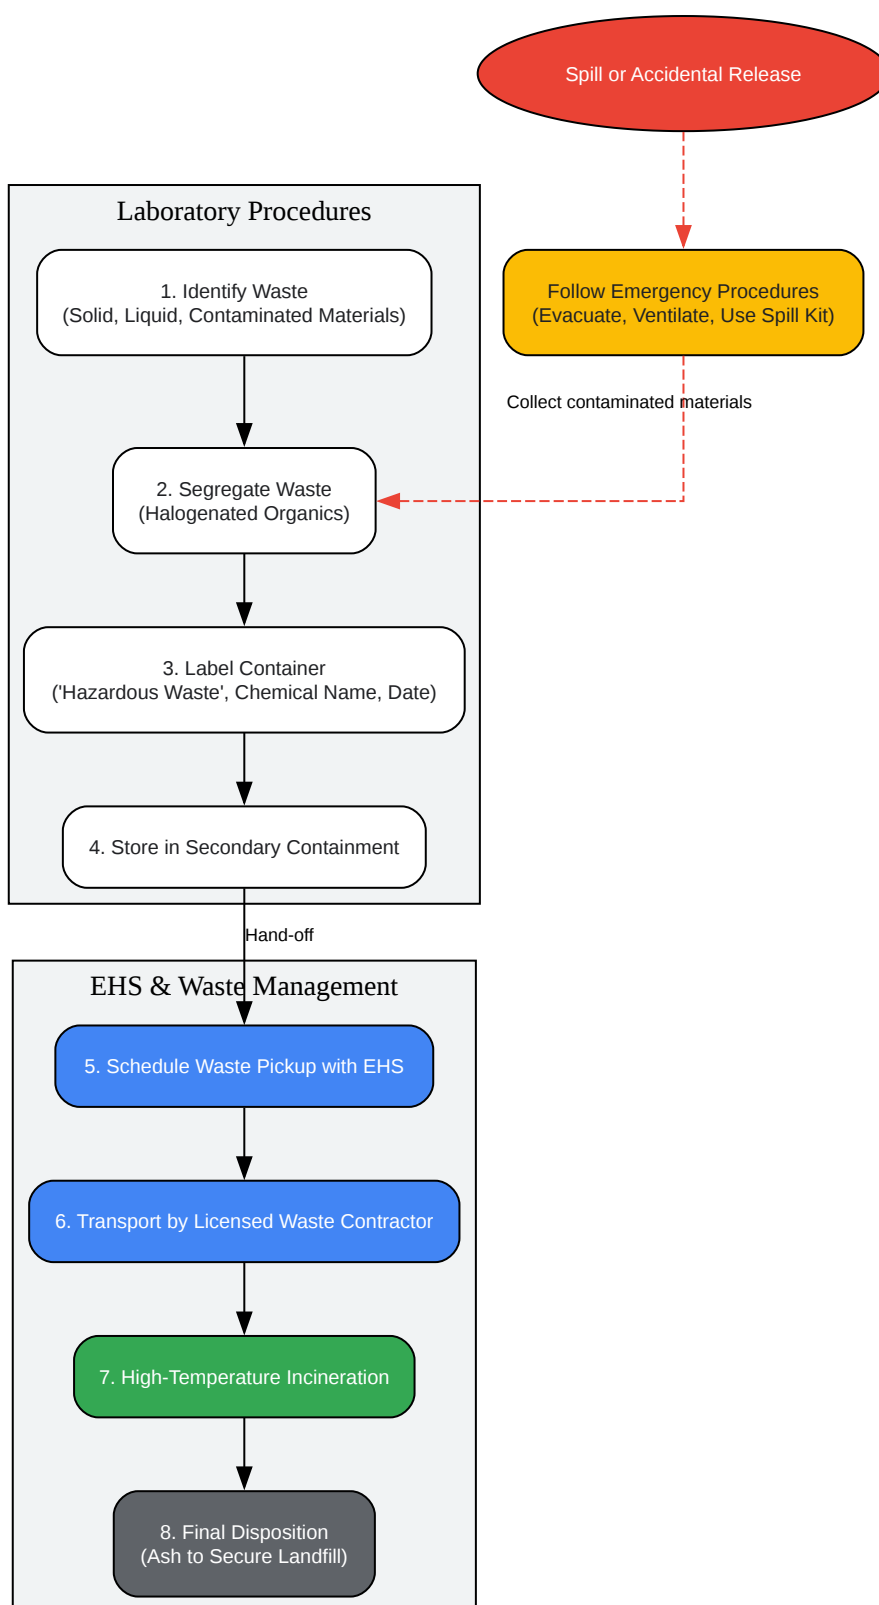 Spill or Accidental Release
Laboratory Procedures
1. Identify Waste
(Solid, Liquid, Contaminated Materials)
Follow Emergency Procedures
(Evacuate, Ventilate, Use Spill Kit)
Collect contaminated materials
2. Segregate Waste
(Halogenated Organics)
3. Label Container
('Hazardous Waste', Chemical Name, Date)
4. Store in Secondary Containment
Hand-off
EHS & Waste Management
5. Schedule Waste Pickup with EHS
6. Transport by Licensed Waste Contractor
7. High-Temperature Incineration
8. Final Disposition
(Ash to Secure Landfill)